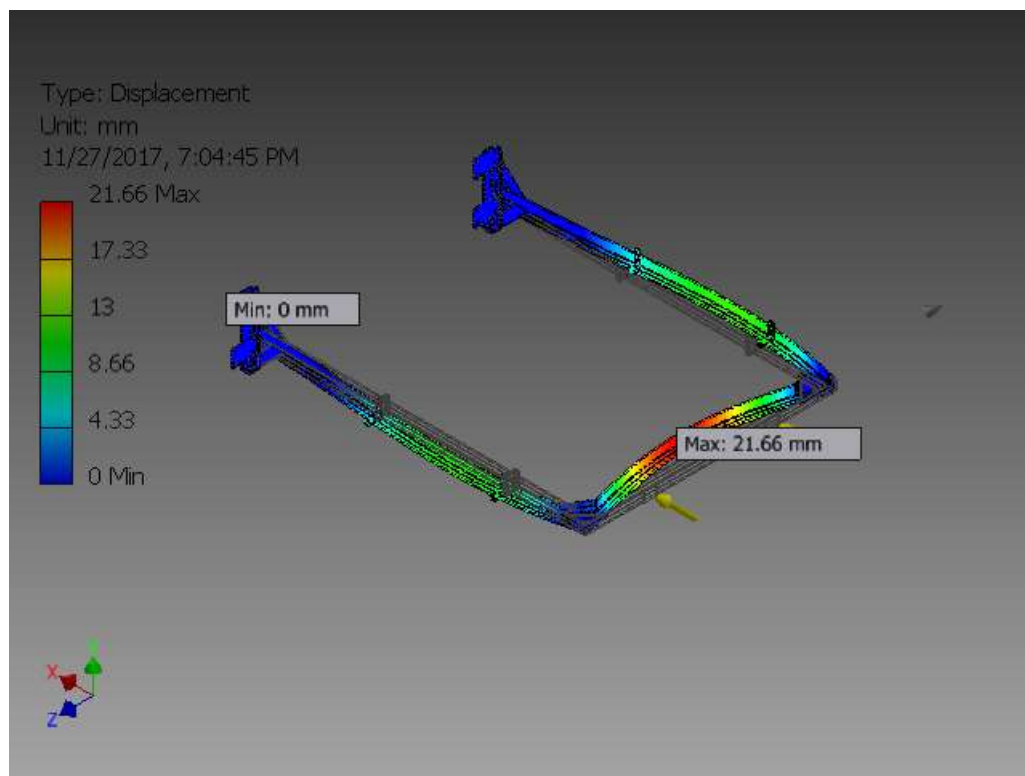 Type: Displacement
Unit: mm
11/27/2017, 7:04:45 PM
21.66 Max
17.33
13
8.66
4.33
0 Min
Min: 0 mm
Max: 21.66 mm
Y
X
Z